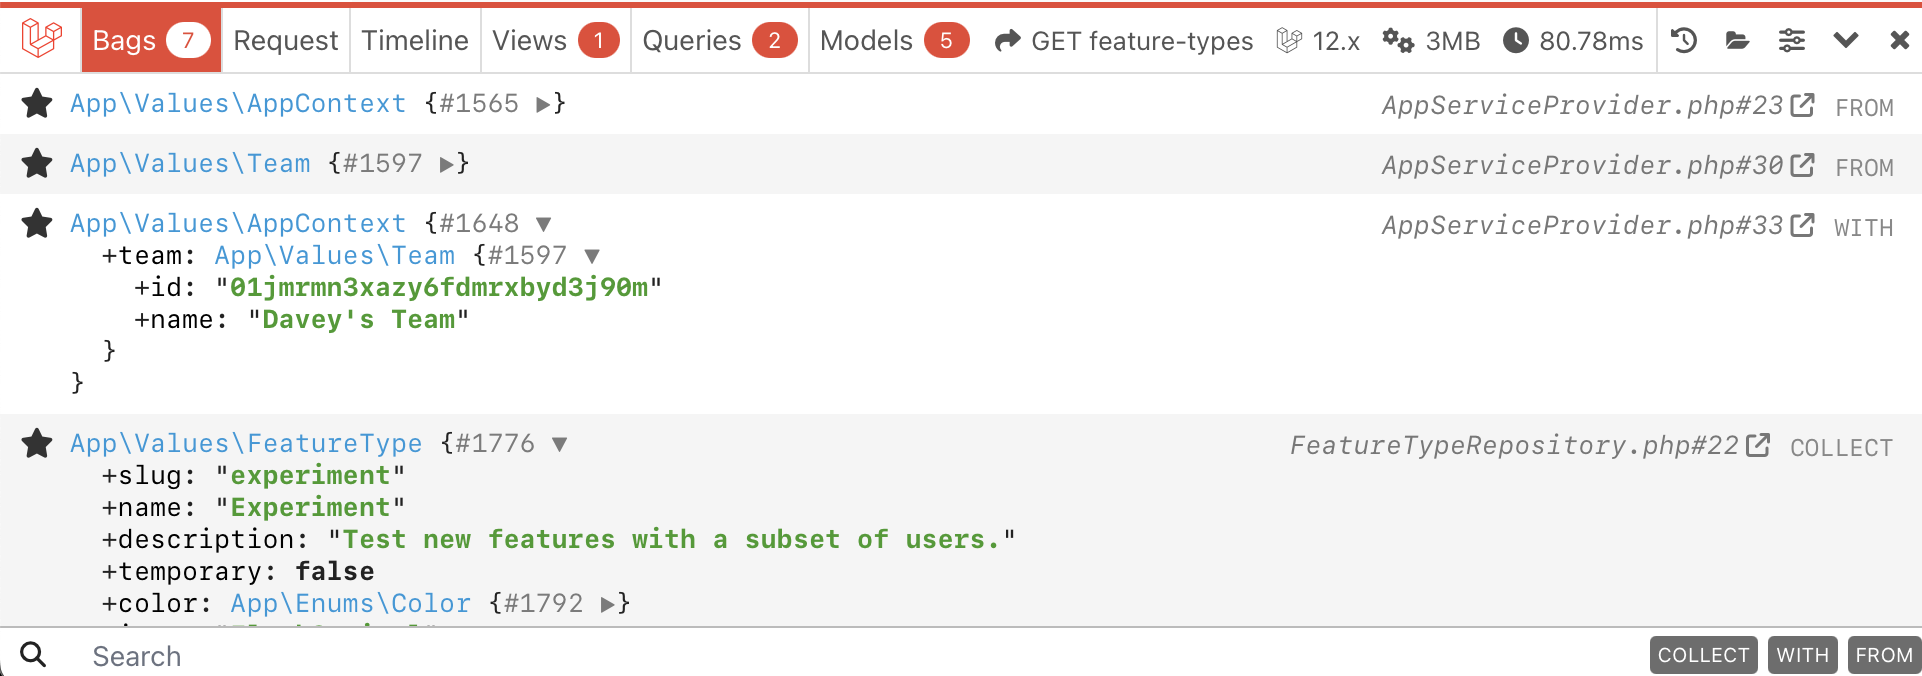 Bags 7 Request Timeline Views 1 Queries 2 Models 5 GET feature-types 12.x 3MB 80.78ms
App\Values\AppContext {#1565 ▶} AppServiceProvider.php#23 FROM
App\Values\Team {#1597 ▶} AppServiceProvider.php#30 FROM
App\Values\AppContext {#1648 ▼ AppServiceProvider.php#33 WITH
+team: App\Values\Team {#1597 ▼
+id: "01jmrmn3xazy6fdmrxbyd3j90m"
+name: "Davey's Team"
}
}
App\Values\FeatureType {#1776 ▼ FeatureTypeRepository.php#22 COLLECT
+slug: "experiment"
+name: "Experiment"
+description: "Test new features with a subset of users."
+temporary: false
+color: App\Enums\Color {#1792 ▶}
Search COLLECT WITH FROM